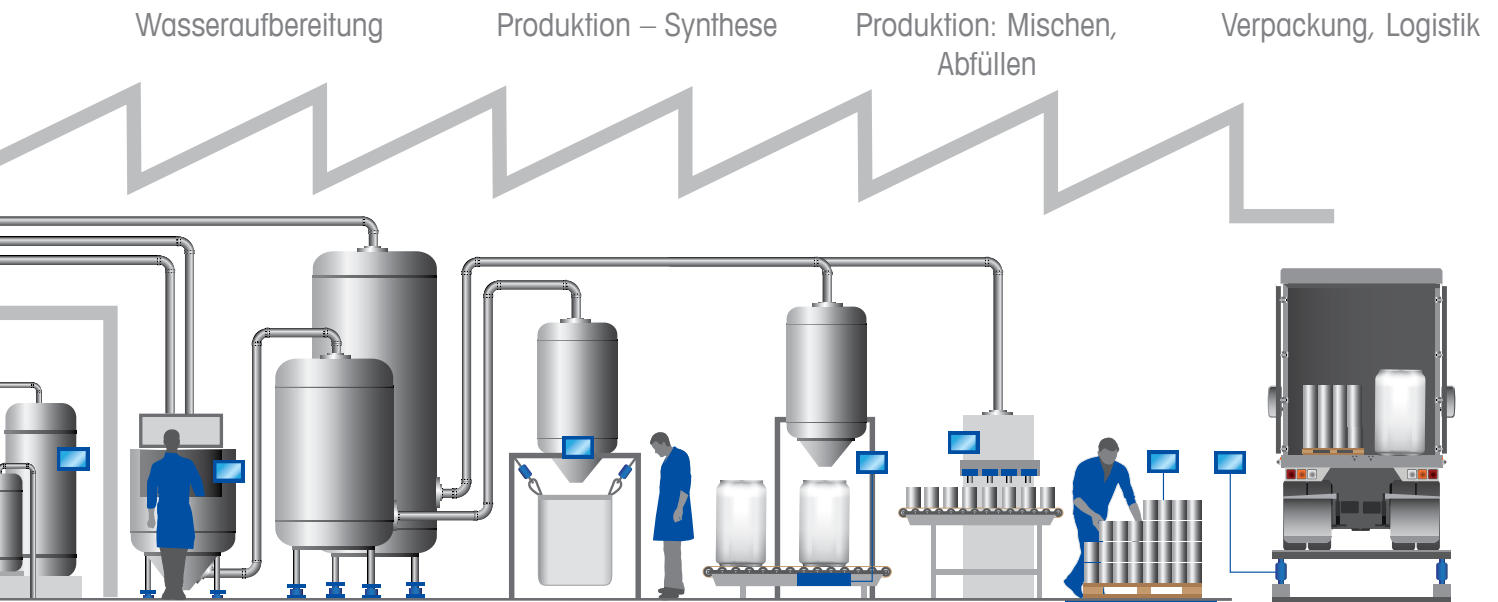 Wasseraufbereitung
Produktion – Synthese
Produktion: Mischen,
Abfüllen
Verpackung, Logistik